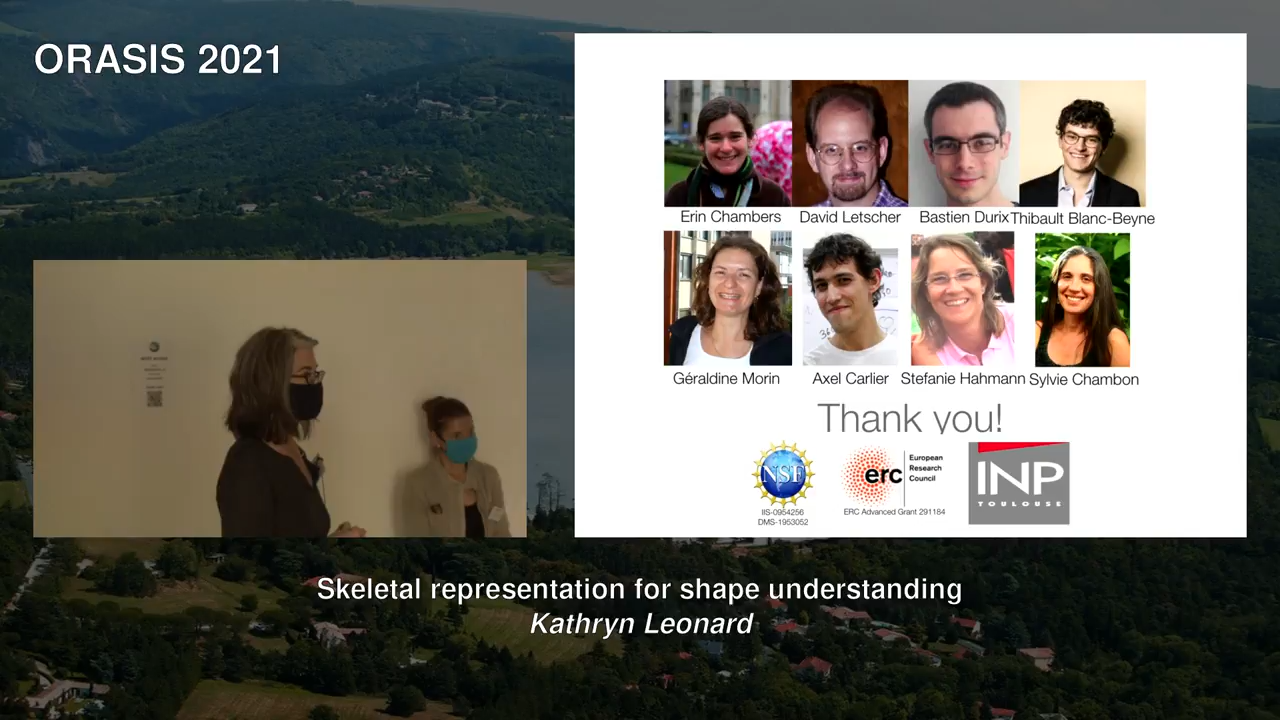 ORASIS 2021
Erin Chambers David Letscher Bastien Durix Thibault Blanc-Beyne
Géraldine Morin Axel Carlier Stefanie Hahmann Sylvie Chambon
Thank you!
NSF
IIS-0954256
DMS-1953052
erc
European
Research
Council
ERC Advanced Grant 291184
INP
TOULOUSE
Skeletal representation for shape understanding
Kathryn Leonard